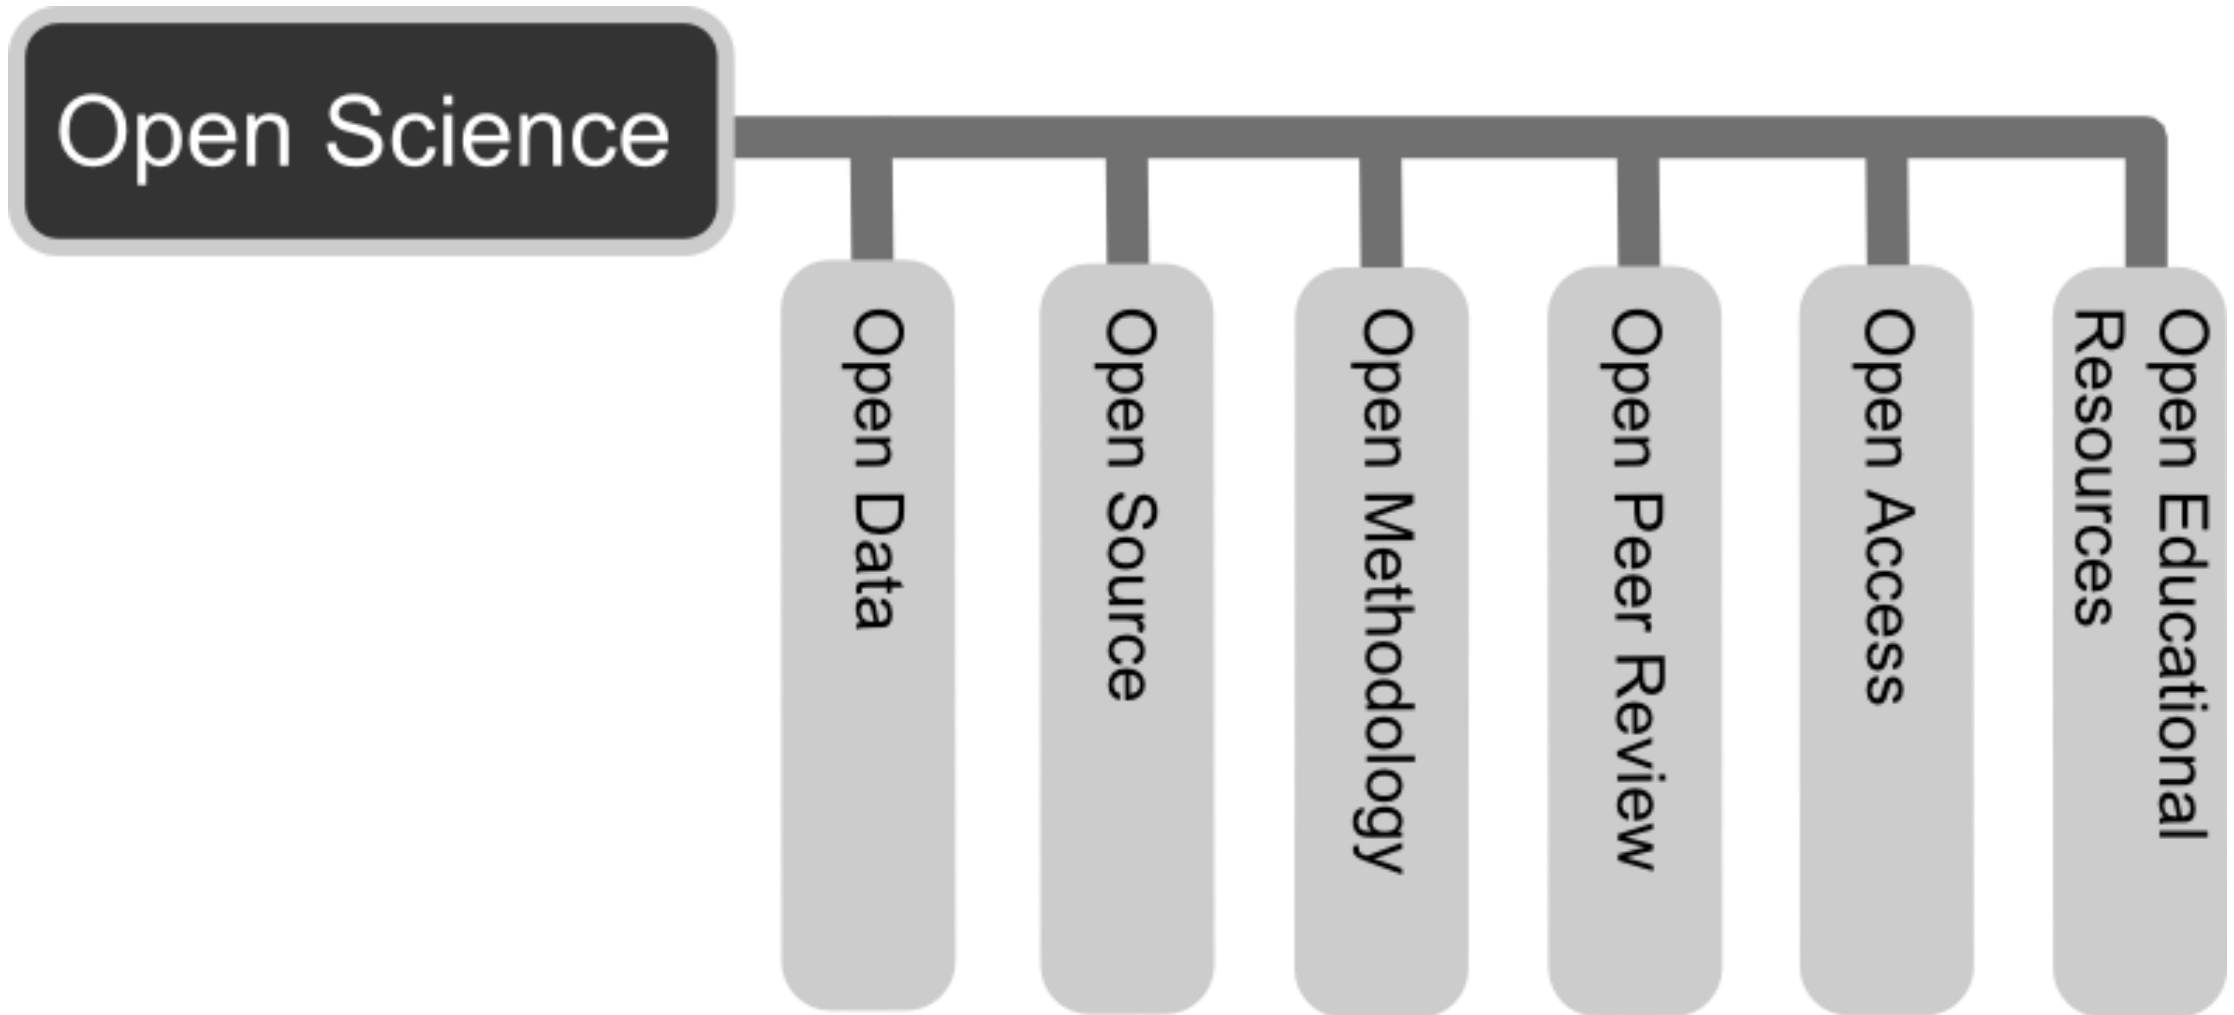 Open Science
Open Data
Open Source
Open Methodology
Open Peer Review
Open Access
Open Educational
Resources